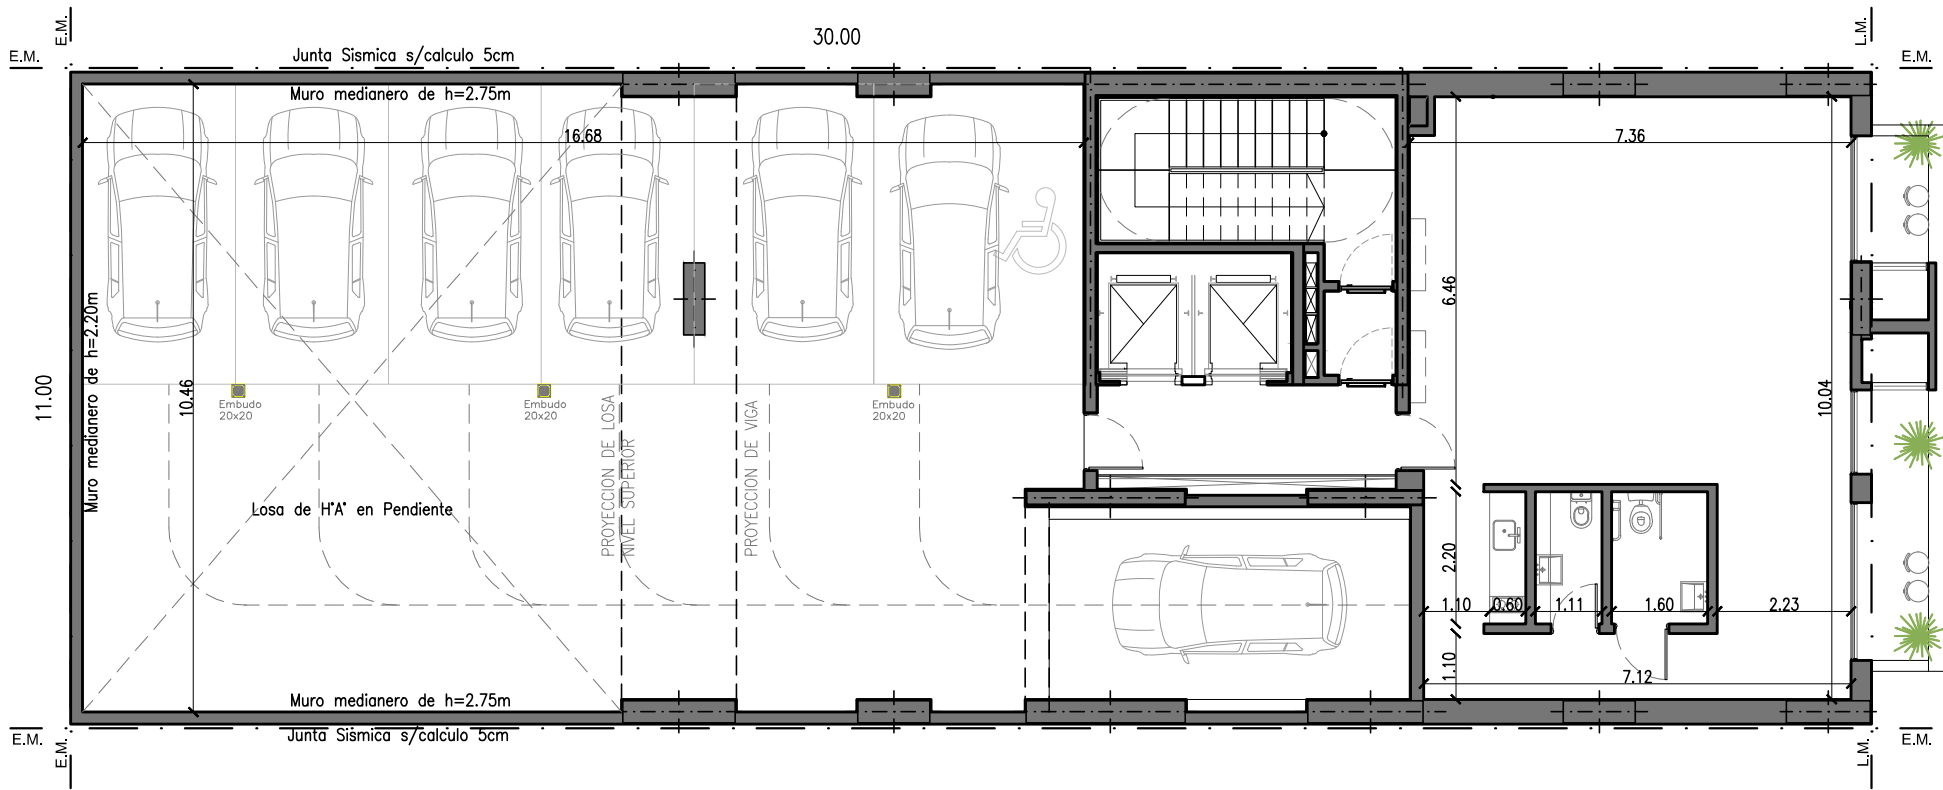 E.M.
L.M.
E.M.
Junta Sismica s/calculo 5cm
30.00
E.M.
Muro medianero de h=2.75m
16.68
7.36
6.46
Muro medianero de h=2.20m
11.00
10.46
10.04
Embudo
20x20
Embudo
20x20
Embudo
20x20
PROYECCION DE LOSA
NIVEL SUPERIOR
PROYECCION DE VIGA
Losa de H°A° en Pendiente
2.20
1.10
0.60
1.11
1.60
2.23
1.10
7.12
Muro medianero de h=2.75m
Junta Sismica s/calculo 5cm
E.M.
E.M.
L.M.
E.M.